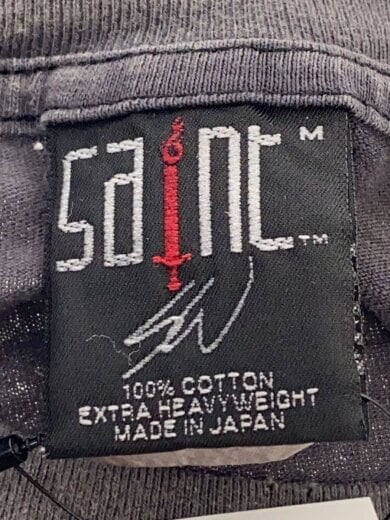 saint M
™
100% COTTON
EXTRA HEAVYWEIGHT
MADE IN JAPAN